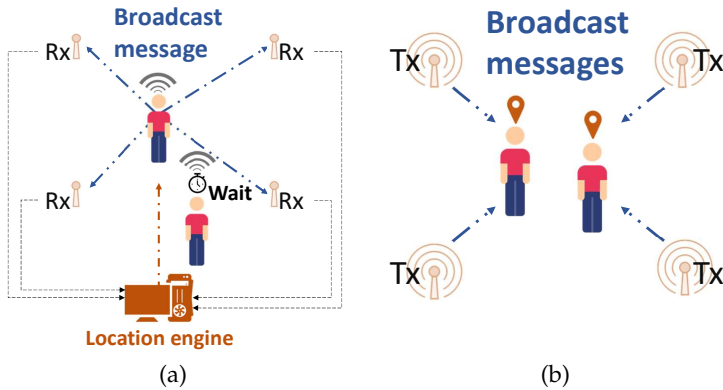 Broadcast
message
Rx
Rx
Wait
Rx
Rx
Location engine
(a)
Broadcast
messages
Tx
Tx
Tx
Tx
(b)